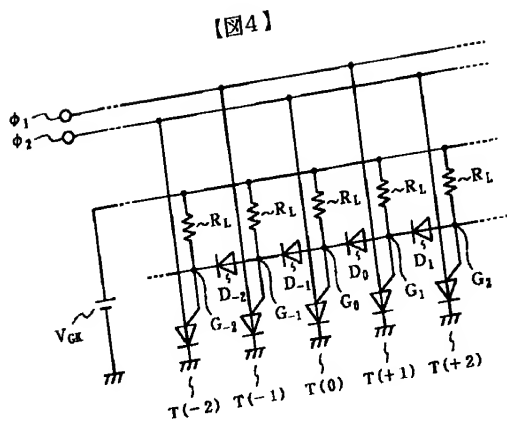 【図4】
φ1
φ2
~RL ~RL ~RL ~RL ~RL
D-2 D-1 D0 D1
G-2 G-1 G0 G1 G2
VGK
T(-2) T(-1) T(0) T(+1) T(+2)